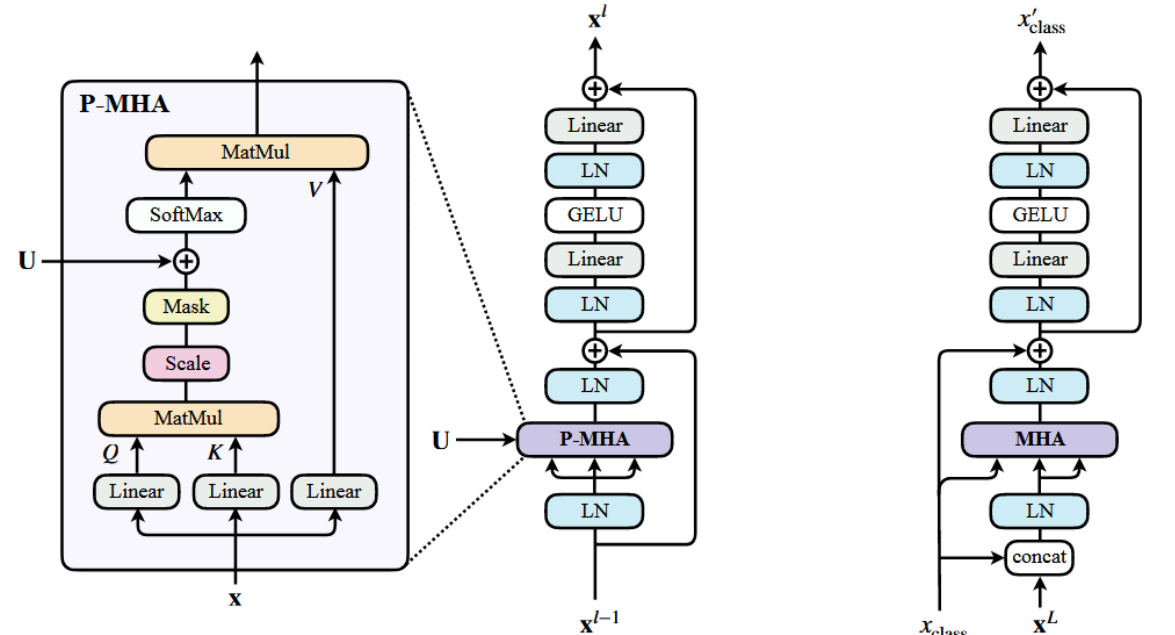 P-MHA
MatMul
V
SoftMax
U
Mask
Scale
MatMul
Q
K
Linear
Linear
Linear
x
x^l
Linear
LN
GELU
Linear
LN
LN
U
P-MHA
LN
x^{l−1}
x′_class
Linear
LN
GELU
Linear
LN
LN
MHA
LN
concat
x_class
x^L